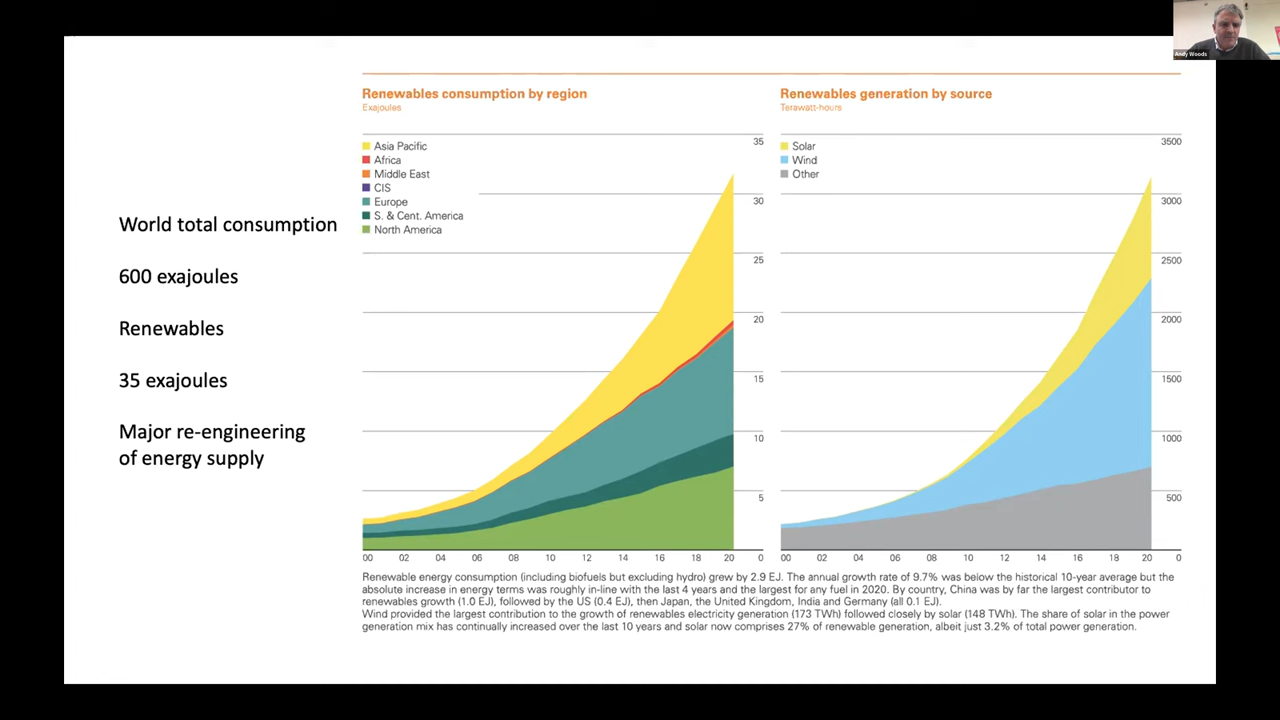 Andy Woods
World total consumption
600 exajoules
Renewables
35 exajoules
Major re-engineering
of energy supply
Renewables consumption by region
Exajoules
35
30
25
20
15
10
5
0
Asia Pacific
Africa
Middle East
CIS
Europe
S. & Cent. America
North America
00 02 04 06 08 10 12 14 16 18 20
Renewables generation by source
Terawatt-hours
3500
3000
2500
2000
1500
1000
500
0
Solar
Wind
Other
00 02 04 06 08 10 12 14 16 18 20
Renewable energy consumption (including biofuels but excluding hydro) grew by 2.9 EJ. The annual growth rate of 9.7% was below the historical 10-year average but the
absolute increase in energy terms was roughly in-line with the last 4 years and the largest for any fuel in 2020. By country, China was by far the largest contributor to
renewables growth (1.0 EJ), followed by the US (0.4 EJ), then Japan, the United Kingdom, India and Germany (all 0.1 EJ).
Wind provided the largest contribution to the growth of renewables electricity generation (173 TWh) followed closely by solar (148 TWh). The share of solar in the power
generation mix has continually increased over the last 10 years and solar now comprises 27% of renewable generation, albeit just 3.2% of total power generation.